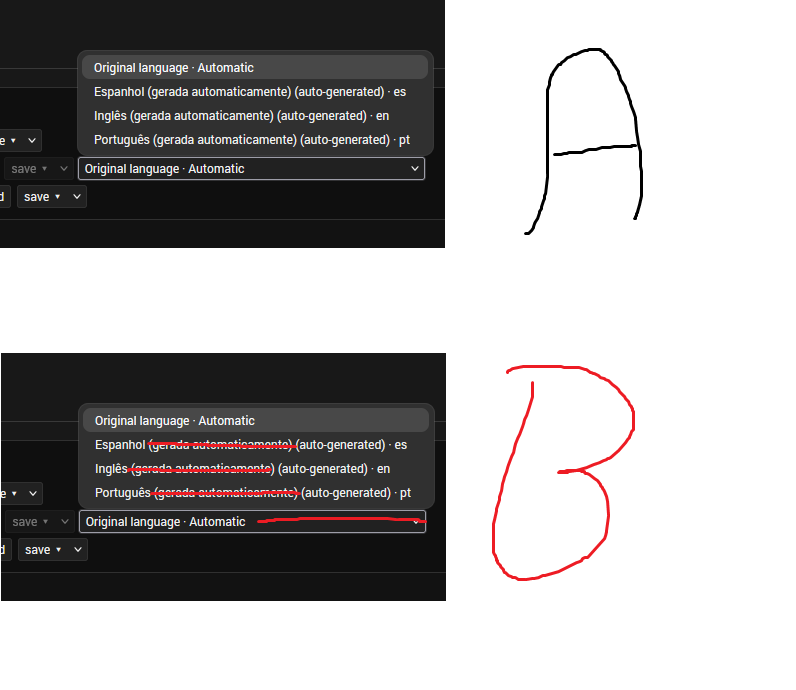 Original language · Automatic
Espanhol (gerada automaticamente) (auto-generated) · es
Inglês (gerada automaticamente) (auto-generated) · en
Português (gerada automaticamente) (auto-generated) · pt
save
Original language · Automatic
save
A
Original language · Automatic
Espanhol (gerada automaticamente) (auto-generated) · es
Inglês (gerada automaticamente) (auto-generated) · en
Português (gerada automaticamente) (auto-generated) · pt
save
Original language · Automatic
save
B